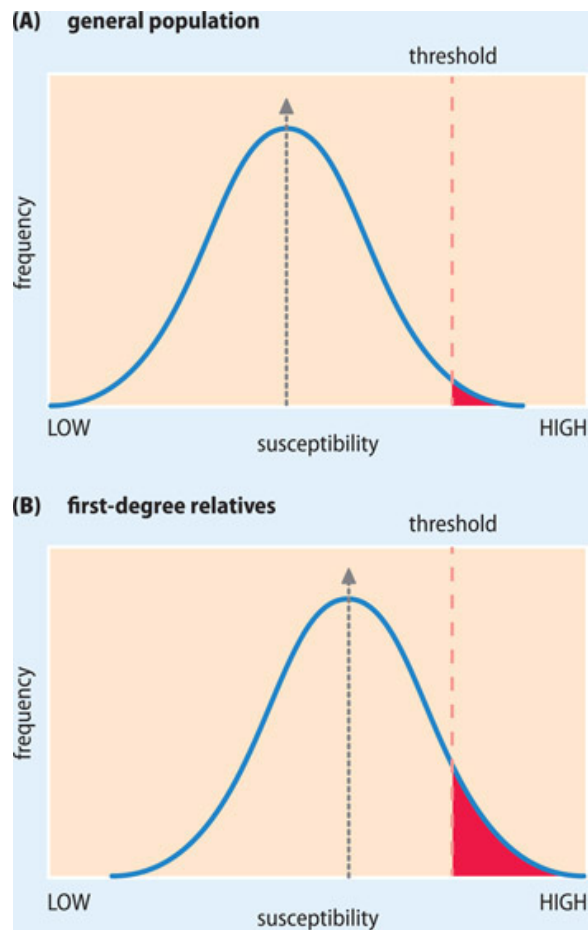 (A) general population
threshold
frequency
LOW
susceptibility
HIGH
(B) first-degree relatives
threshold
frequency
LOW
susceptibility
HIGH